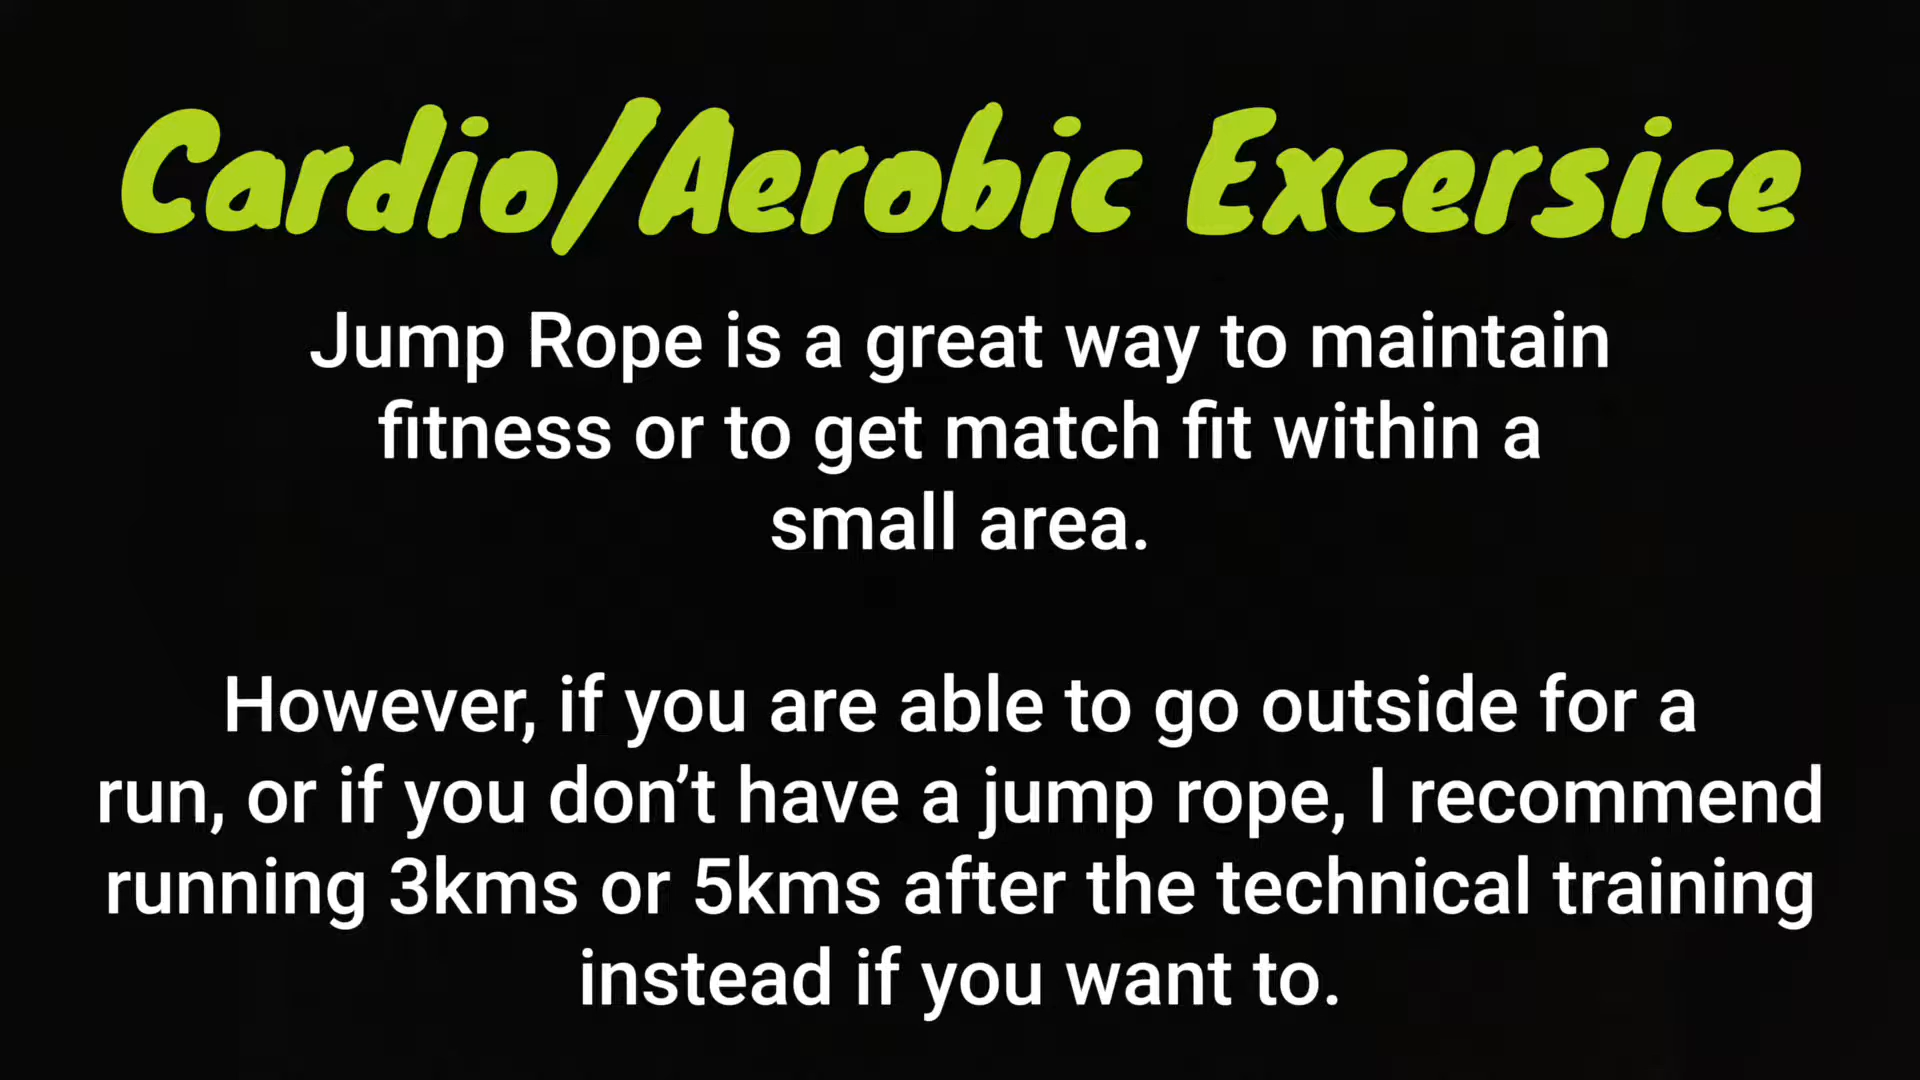 Cardio/Aerobic Excersice
Jump Rope is a great way to maintain
fitness or to get match fit within a
small area.
However, if you are able to go outside for a
run, or if you don’t have a jump rope, I recommend
running 3kms or 5kms after the technical training
instead if you want to.